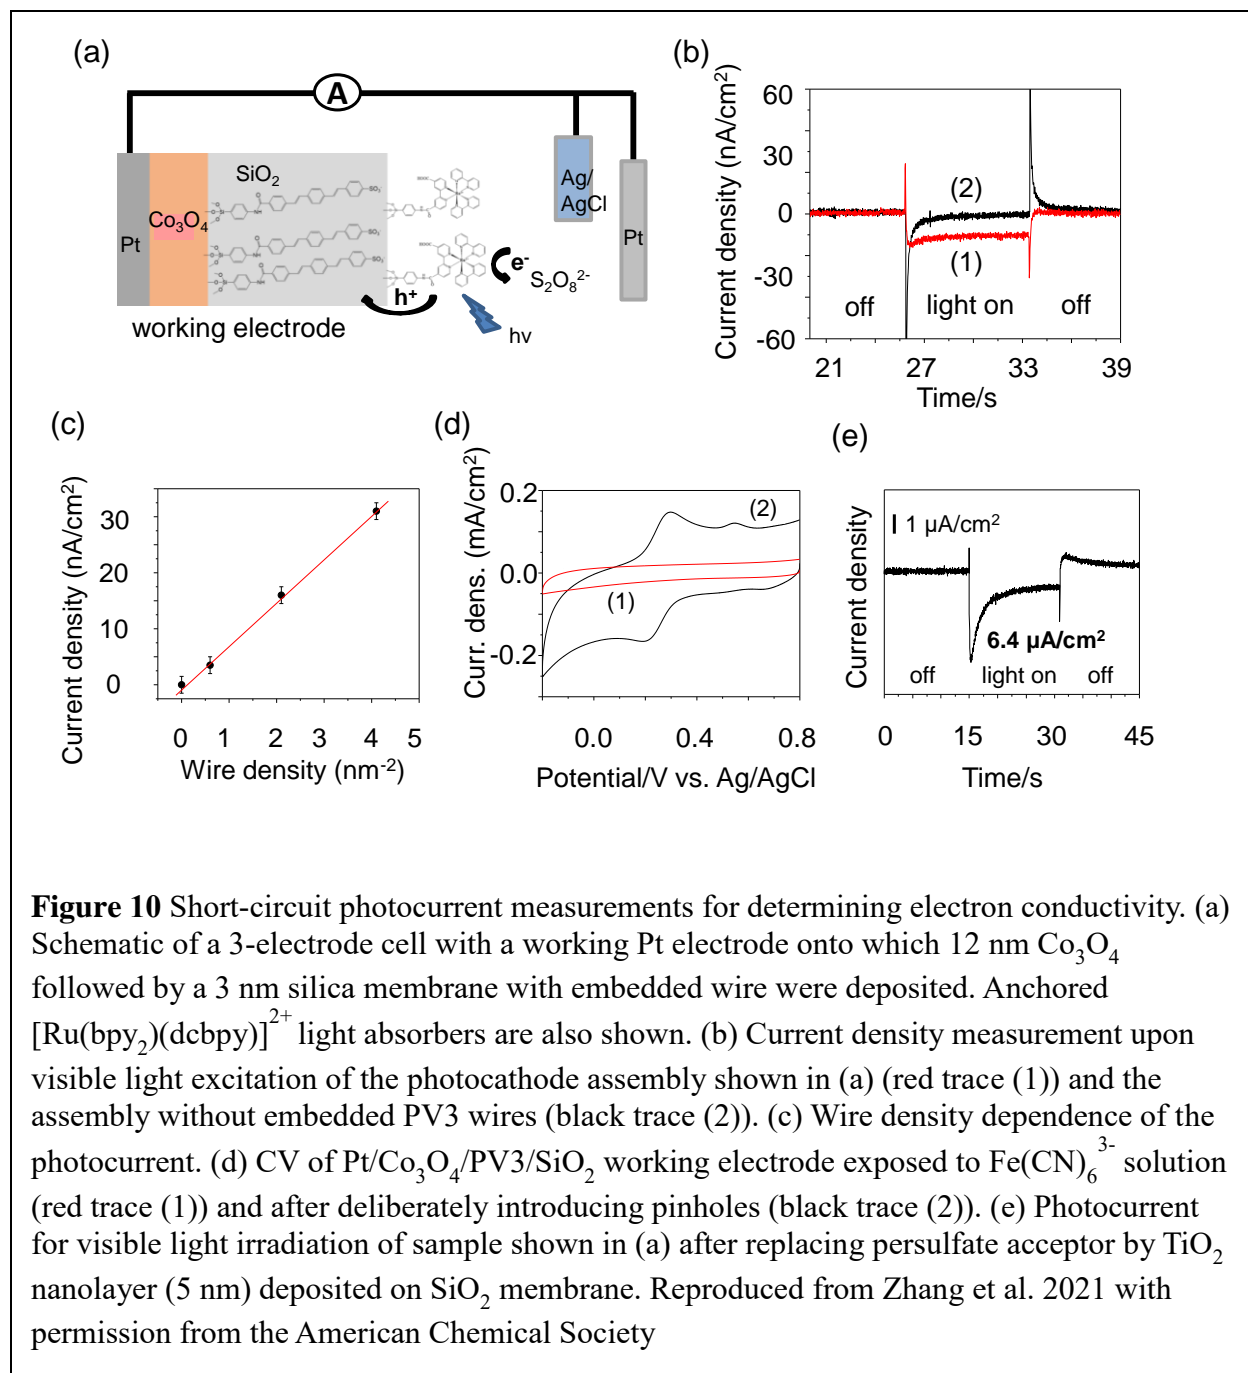 (a)
A
SiO2
Co3O4
Pt
Ag/
AgCl
Pt
e-
S2O8^2-
h+
hν
working electrode
(b)
Current density (nA/cm2)
60
30
0
-30
-60
(2)
(1)
off
light on
off
21
27
33
39
Time/s
(c)
Current density (nA/cm2)
30
20
10
0
0
1
2
3
4
5
Wire density (nm-2)
(d)
Curr. dens. (mA/cm2)
0.2
0.0
-0.2
(2)
(1)
0.0
0.4
0.8
Potential/V vs. Ag/AgCl
(e)
Current density
1 µA/cm2
6.4 µA/cm2
off
light on
off
0
15
30
45
Time/s
Figure 10 Short-circuit photocurrent measurements for determining electron conductivity. (a)
Schematic of a 3-electrode cell with a working Pt electrode onto which 12 nm Co3O4
followed by a 3 nm silica membrane with embedded wire were deposited. Anchored
[Ru(bpy2)(dcbpy)]2+ light absorbers are also shown. (b) Current density measurement upon
visible light excitation of the photocathode assembly shown in (a) (red trace (1)) and the
assembly without embedded PV3 wires (black trace (2)). (c) Wire density dependence of the
photocurrent. (d) CV of Pt/Co3O4/PV3/SiO2 working electrode exposed to Fe(CN)6^3- solution
(red trace (1)) and after deliberately introducing pinholes (black trace (2)). (e) Photocurrent
for visible light irradiation of sample shown in (a) after replacing persulfate acceptor by TiO2
nanolayer (5 nm) deposited on SiO2 membrane. Reproduced from Zhang et al. 2021 with
permission from the American Chemical Society